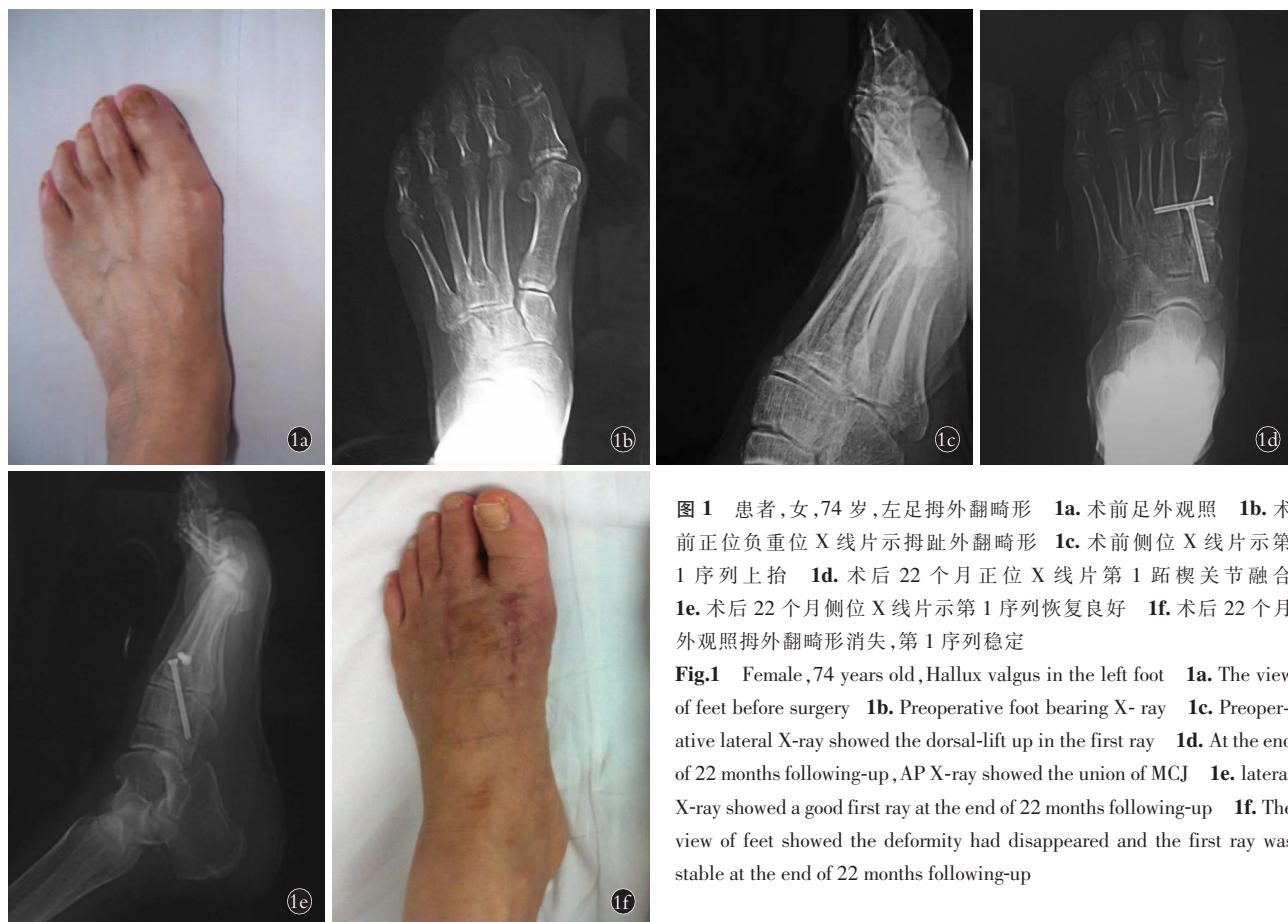 1a
1b
1c
1d
1e
1f
图 1 患者,女,74 岁,左足拇外翻畸形 1a. 术前足外观照 1b. 术
前正位负重位 X 线片示拇趾外翻畸形 1c. 术前侧位 X 线片示第
1 序列上抬 1d. 术后 22 个月正位 X 线片第 1 跖楔关节融合
1e. 术后 22 个月侧位 X 线片示第 1 序列恢复良好 1f. 术后 22 个月
外观照拇外翻畸形消失,第 1 序列稳定
Fig.1 Female,74 years old,Hallux valgus in the left foot 1a. The view
of feet before surgery 1b. Preoperative foot bearing X- ray 1c. Preoper-
ative lateral X-ray showed the dorsal-lift up in the first ray 1d. At the end
of 22 months following-up,AP X-ray showed the union of MCJ 1e. latera
X-ray showed a good first ray at the end of 22 months following-up 1f. The
view of feet showed the deformity had disappeared and the first ray was
stable at the end of 22 months following-up